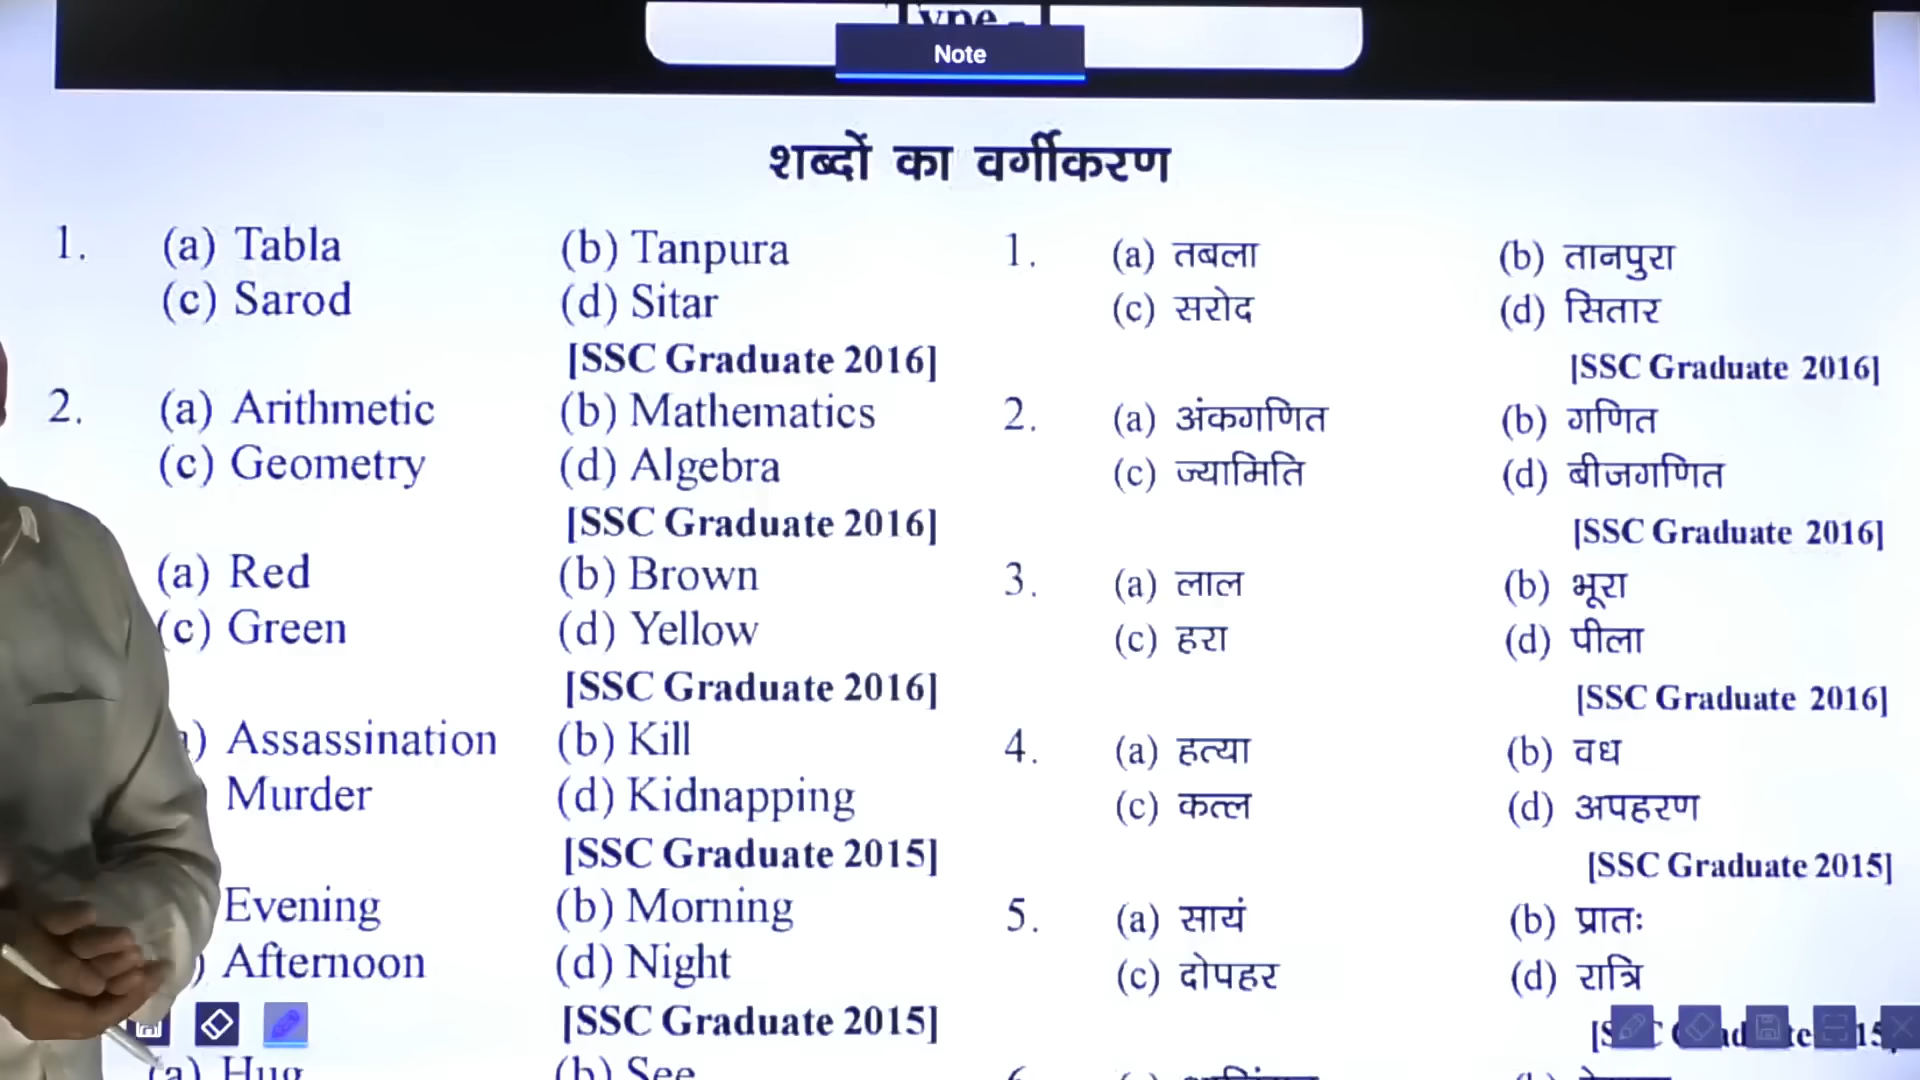 Type - I
Note
शब्दों का वर्गीकरण
1. (a) Tabla (b) Tanpura
(c) Sarod (d) Sitar
[SSC Graduate 2016]
2. (a) Arithmetic (b) Mathematics
(c) Geometry (d) Algebra
[SSC Graduate 2016]
(a) Red (b) Brown
(c) Green (d) Yellow
[SSC Graduate 2016]
) Assassination (b) Kill
Murder (d) Kidnapping
[SSC Graduate 2015]
Evening (b) Morning
) Afternoon (d) Night
[SSC Graduate 2015]
(a) Hug (b) See
1. (a) तबला (b) तानपुरा
(c) सरोद (d) सितार
[SSC Graduate 2016]
2. (a) अंकगणित (b) गणित
(c) ज्यामिति (d) बीजगणित
[SSC Graduate 2016]
3. (a) लाल (b) भूरा
(c) हरा (d) पीला
[SSC Graduate 2016]
4. (a) हत्या (b) वध
(c) कत्ल (d) अपहरण
[SSC Graduate 2015]
5. (a) सायं (b) प्रातः
(c) दोपहर (d) रात्रि